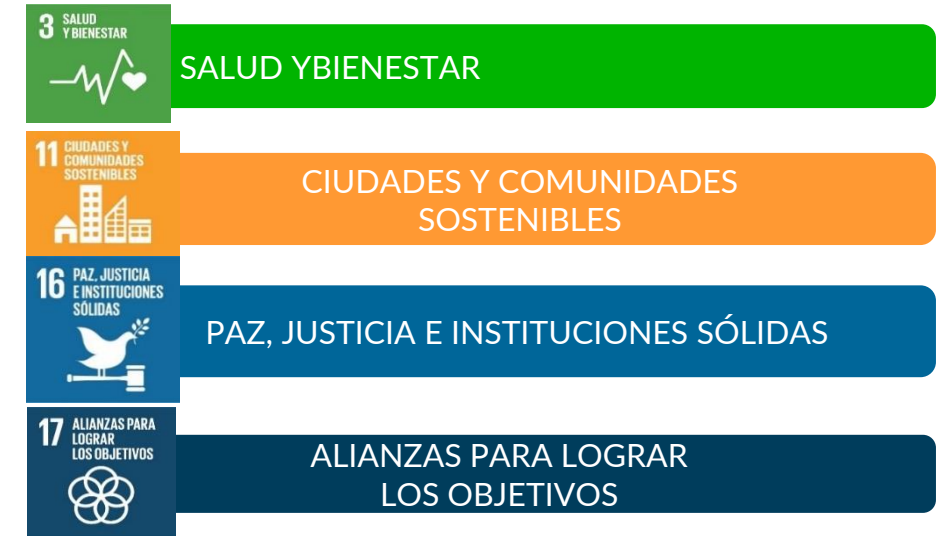 3 SALUD
Y BIENESTAR
SALUD YBIENESTAR
11 CIUDADES Y
COMUNIDADES
SOSTENIBLES
CIUDADES Y COMUNIDADES
SOSTENIBLES
16 PAZ, JUSTICIA
E INSTITUCIONES
SÓLIDAS
PAZ, JUSTICIA E INSTITUCIONES SÓLIDAS
17 ALIANZAS PARA
LOGRAR
LOS OBJETIVOS
ALIANZAS PARA LOGRAR
LOS OBJETIVOS